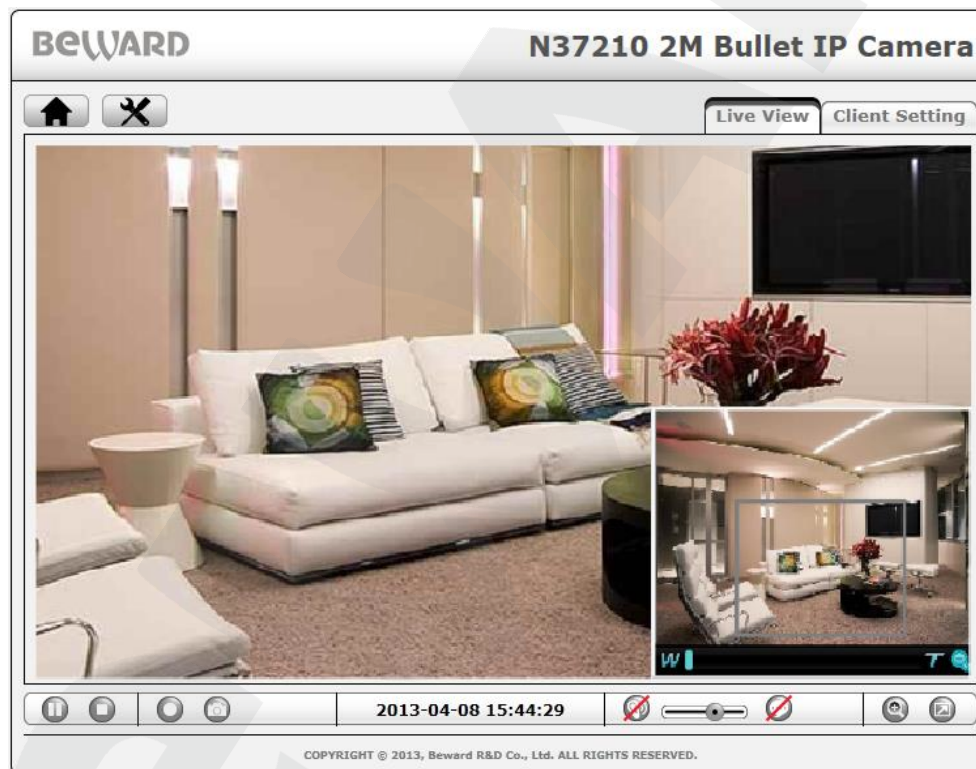 BEWARD
N37210 2M Bullet IP Camera
Live View
Client Setting
W
T
2013-04-08 15:44:29
COPYRIGHT © 2013, Beward R&D Co., Ltd. ALL RIGHTS RESERVED.